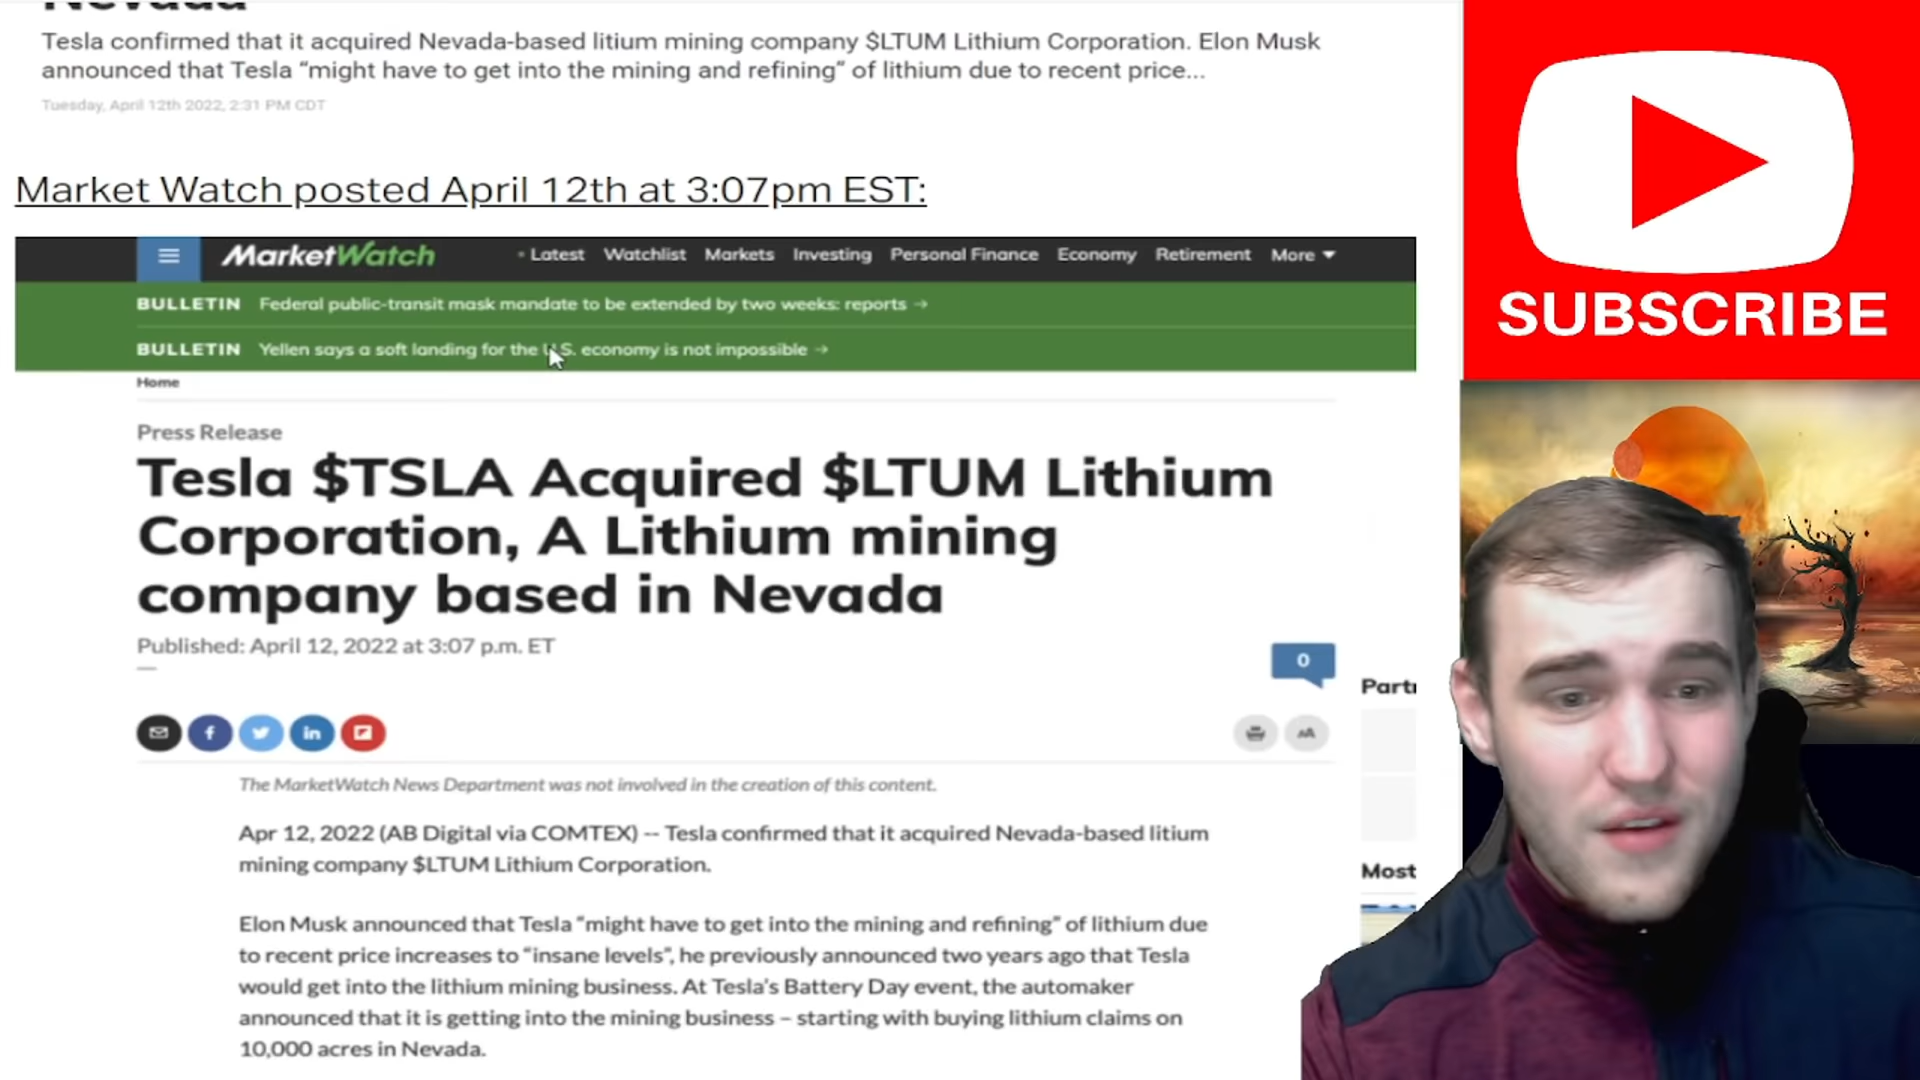 Nevada
Tesla confirmed that it acquired Nevada-based litium mining company $LTUM Lithium Corporation. Elon Musk
announced that Tesla “might have to get into the mining and refining” of lithium due to recent price...
Tuesday, April 12th 2022, 2:31 PM CDT
Market Watch posted April 12th at 3:07pm EST:
MarketWatch
Latest Watchlist Markets Investing Personal Finance Economy Retirement More
BULLETIN Federal public-transit mask mandate to be extended by two weeks: reports →
BULLETIN Yellen says a soft landing for the U.S. economy is not impossible →
Home
Press Release
Tesla $TSLA Acquired $LTUM Lithium
Corporation, A Lithium mining
company based in Nevada
Published: April 12, 2022 at 3:07 p.m. ET
0
f
in
AA
The MarketWatch News Department was not involved in the creation of this content.
Apr 12, 2022 (AB Digital via COMTEX) -- Tesla confirmed that it acquired Nevada-based litium
mining company $LTUM Lithium Corporation.
Elon Musk announced that Tesla “might have to get into the mining and refining” of lithium due
to recent price increases to “insane levels”, he previously announced two years ago that Tesla
would get into the lithium mining business. At Tesla’s Battery Day event, the automaker
announced that it is getting into the mining business – starting with buying lithium claims on
10,000 acres in Nevada.
Most
SUBSCRIBE